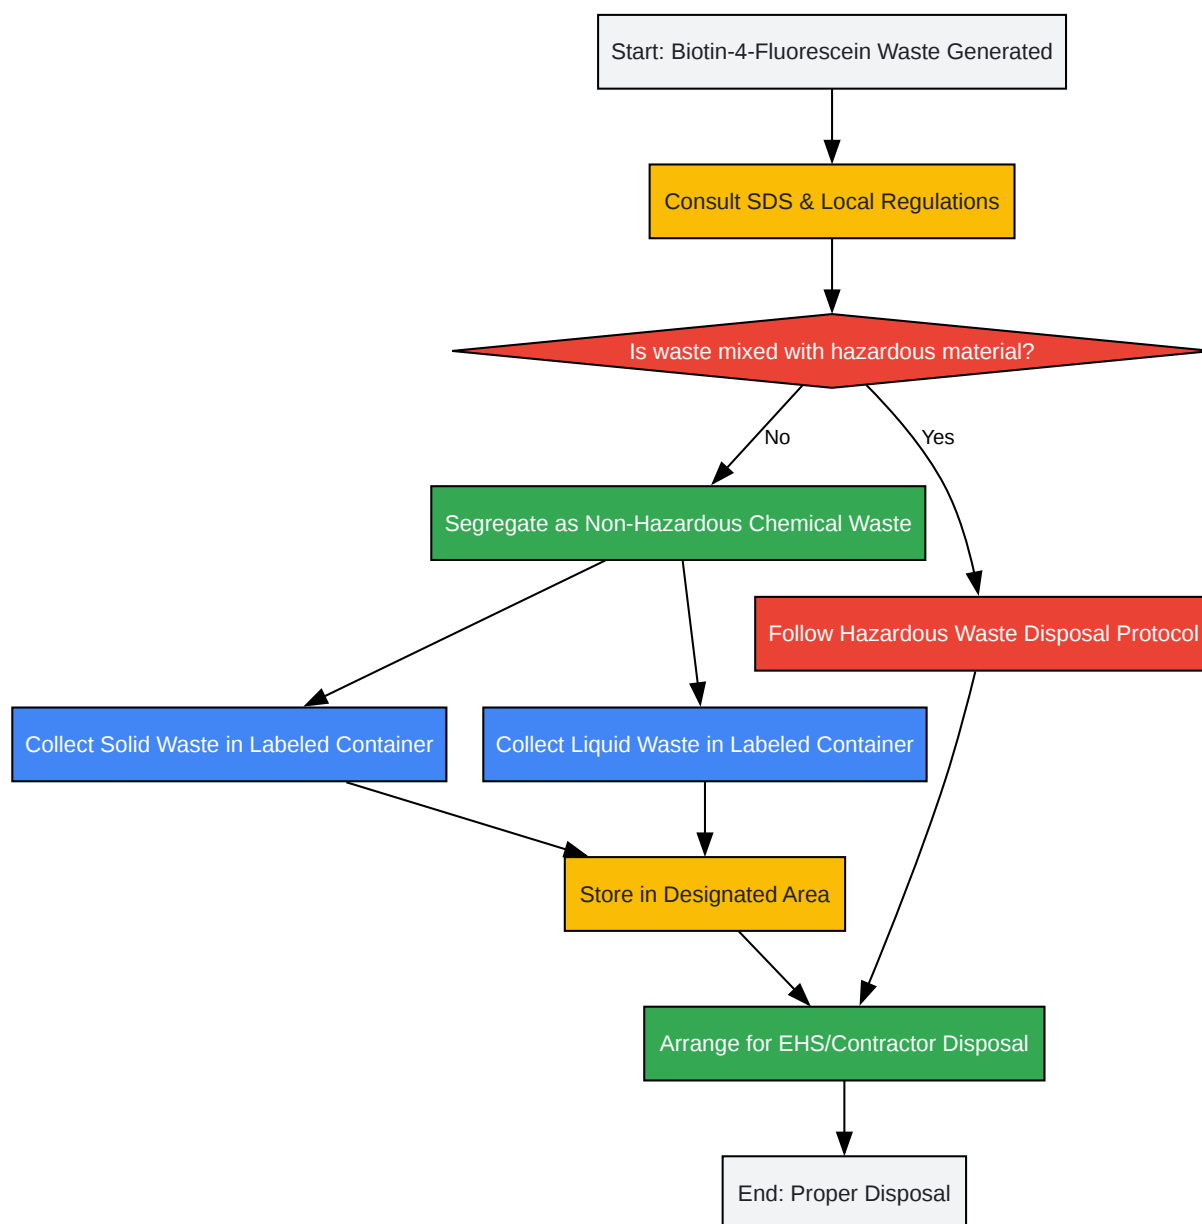 Start: Biotin-4-Fluorescein Waste Generated
Consult SDS & Local Regulations
Is waste mixed with hazardous material?
No
Yes
Segregate as Non-Hazardous Chemical Waste
Follow Hazardous Waste Disposal Protocol
Collect Solid Waste in Labeled Container
Collect Liquid Waste in Labeled Container
Store in Designated Area
Arrange for EHS/Contractor Disposal
End: Proper Disposal